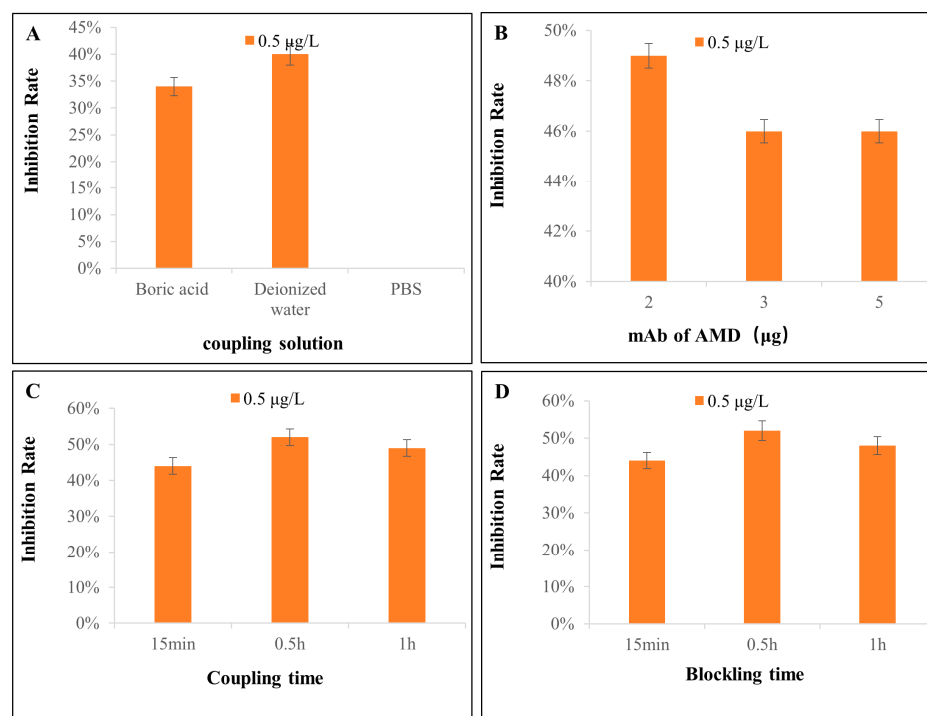 A
0.5 μg/L
45%
40%
35%
30%
25%
20%
15%
10%
5%
0%
Inhibition Rate
Boric acid
Deionized
water
PBS
coupling solution
B
0.5 μg/L
50%
48%
46%
44%
42%
40%
Inhibition Rate
2
3
5
mAb of AMD (μg)
C
0.5 μg/L
60%
50%
40%
30%
20%
10%
0%
Inhibition Rate
15min
0.5h
1h
Coupling time
D
0.5 μg/L
60%
50%
40%
30%
20%
10%
0%
Inhibition Rate
15min
0.5h
1h
Blockling time